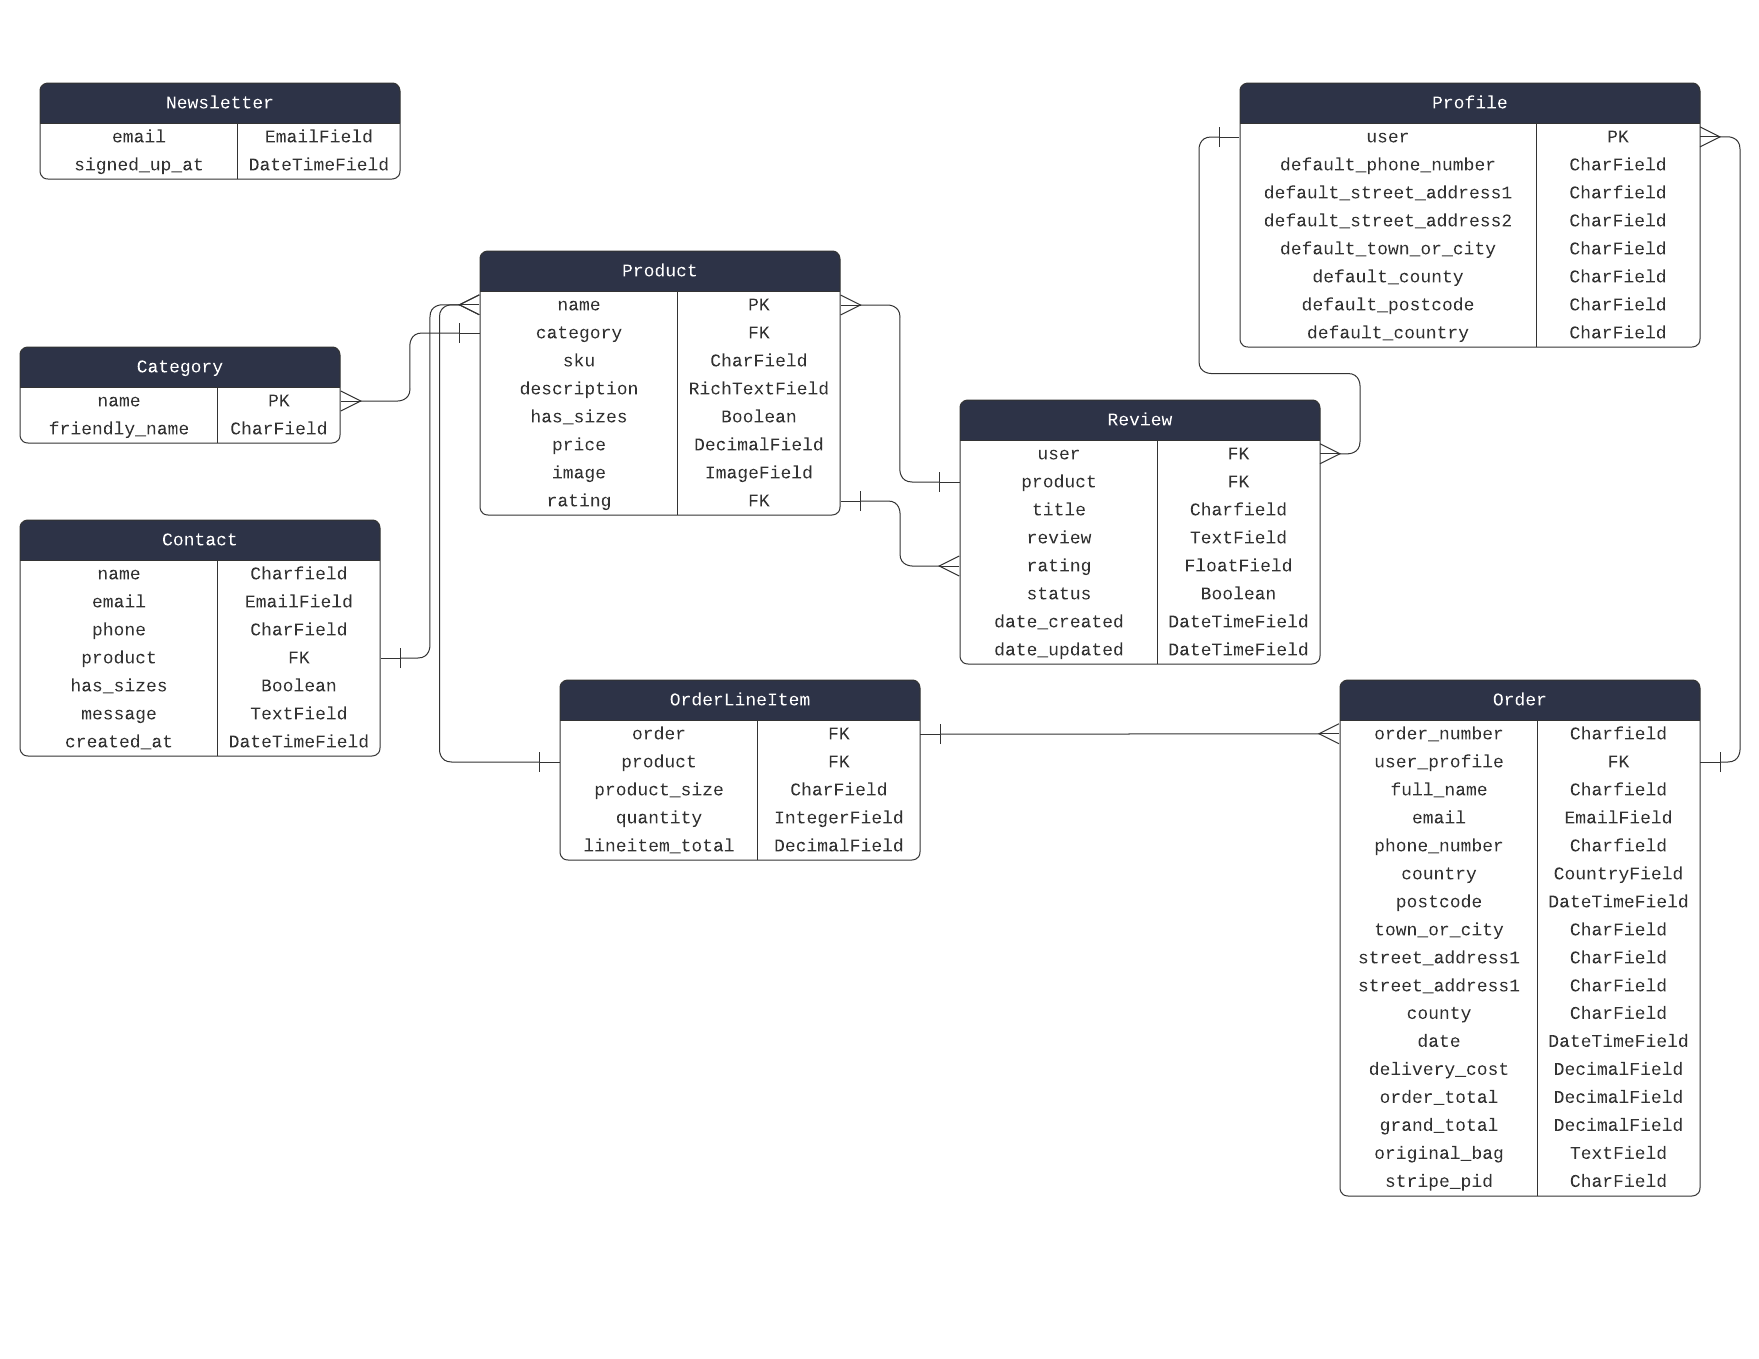 Newsletter
email EmailField
signed_up_at DateTimeField
Profile
user PK
default_phone_number CharField
default_street_address1 Charfield
default_street_address2 CharField
default_town_or_city CharField
default_county CharField
default_postcode CharField
default_country CharField
Product
name PK
category FK
sku CharField
description RichTextField
has_sizes Boolean
price DecimalField
image ImageField
rating FK
Category
name PK
friendly_name CharField
Review
user FK
product FK
title Charfield
review TextField
rating FloatField
status Boolean
date_created DateTimeField
date_updated DateTimeField
Contact
name Charfield
email EmailField
phone CharField
product FK
has_sizes Boolean
message TextField
created_at DateTimeField
OrderLineItem
order FK
product FK
product_size CharField
quantity IntegerField
lineitem_total DecimalField
Order
order_number Charfield
user_profile FK
full_name Charfield
email EmailField
phone_number Charfield
country CountryField
postcode DateTimeField
town_or_city CharField
street_address1 CharField
street_address1 CharField
county CharField
date DateTimeField
delivery_cost DecimalField
order_total DecimalField
grand_total DecimalField
original_bag TextField
stripe_pid CharField